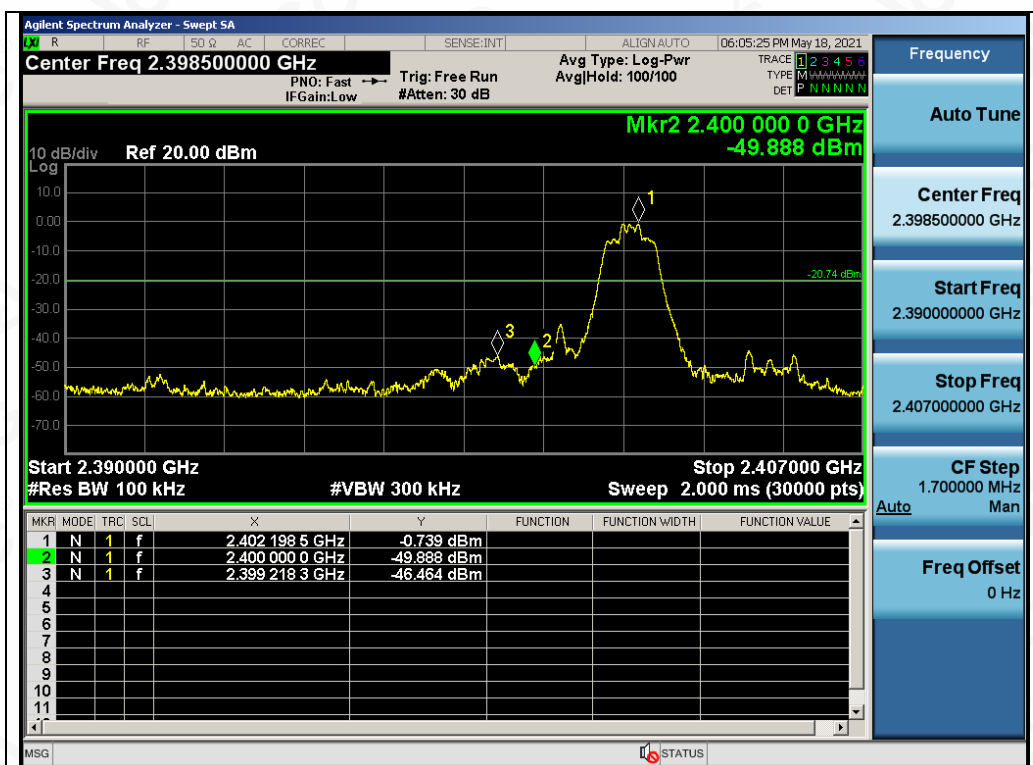 Agilent Spectrum Analyzer - Swept SA
LXI R RF 50 Ω AC CORREC SENSE:INT ALIGN AUTO 06:05:25 PM May 18, 2021
Center Freq 2.398500000 GHz
PNO: Fast
IFGain:Low
Trig: Free Run
#Atten: 30 dB
Avg Type: Log-Pwr
Avg|Hold: 100/100
TRACE 1 2 3 4 5 6
TYPE M
DET P N N N N N
Mkr2 2.400 000 0 GHz
-49.888 dBm
10 dB/div Ref 20.00 dBm
Log
10.0
0.00
-10.0
-20.0
-30.0
-40.0
-50.0
-60.0
-70.0
1
-20.74 dBm
3
2
Start 2.390000 GHz Stop 2.407000 GHz
#Res BW 100 kHz #VBW 300 kHz Sweep 2.000 ms (30000 pts)
MKR MODE TRC SCL X Y FUNCTION FUNCTION WIDTH FUNCTION VALUE
1 N 1 f 2.402 198 5 GHz -0.739 dBm
2 N 1 f 2.400 000 0 GHz -49.888 dBm
3 N 1 f 2.399 218 3 GHz -46.464 dBm
4
5
6
7
8
9
10
11
MSG STATUS
Frequency
Auto Tune
Center Freq
2.398500000 GHz
Start Freq
2.390000000 GHz
Stop Freq
2.407000000 GHz
CF Step
1.700000 MHz
Auto Man
Freq Offset
0 Hz